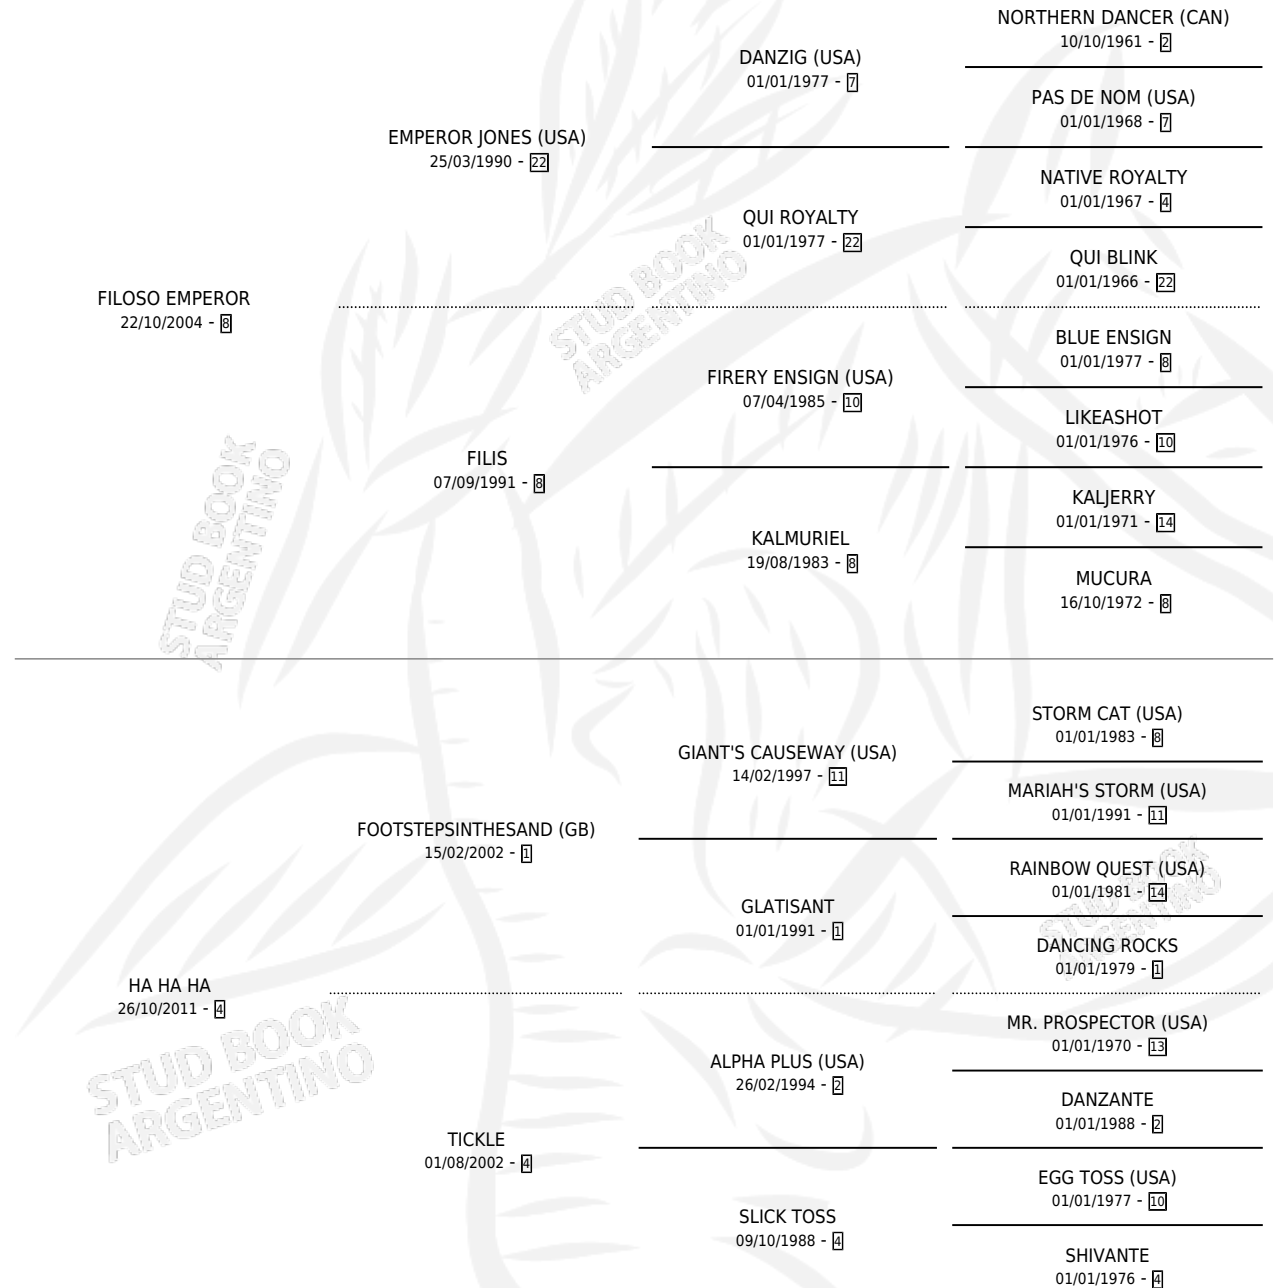 NORTHERN DANCER (CAN)
10/10/1961 - 2
DANZIG (USA)
01/01/1977 - 7
PAS DE NOM (USA)
01/01/1968 - 7
EMPEROR JONES (USA)
25/03/1990 - 22
NATIVE ROYALTY
01/01/1967 - 4
QUI ROYALTY
01/01/1977 - 22
QUI BLINK
01/01/1966 - 22
FILOSO EMPEROR
22/10/2004 - 8
STUD BOOK
ARGENTINO
BLUE ENSIGN
01/01/1977 - 8
FIRERY ENSIGN (USA)
07/04/1985 - 10
LIKEASHOT
01/01/1976 - 10
FILIS
07/09/1991 - 8
KALJERRY
01/01/1971 - 14
KALMURIEL
19/08/1983 - 8
MUCURA
16/10/1972 - 8
STUD BOOK
ARGENTINO
STORM CAT (USA)
01/01/1983 - 8
GIANT'S CAUSEWAY (USA)
14/02/1997 - 11
MARIAH'S STORM (USA)
01/01/1991 - 11
FOOTSTEPSINTHESAND (GB)
15/02/2002 - 1
RAINBOW QUEST (USA)
01/01/1981 - 14
GLATISANT
01/01/1991 - 1
STUD BOOK
ARGENTINO
DANCING ROCKS
01/01/1979 - 1
HA HA HA
26/10/2011 - 4
MR. PROSPECTOR (USA)
01/01/1970 - 13
ALPHA PLUS (USA)
26/02/1994 - 2
STUD BOOK
ARGENTINO
DANZANTE
01/01/1988 - 2
TICKLE
01/08/2002 - 4
EGG TOSS (USA)
01/01/1977 - 10
SLICK TOSS
09/10/1988 - 4
SHIVANTE
01/01/1976 - 4